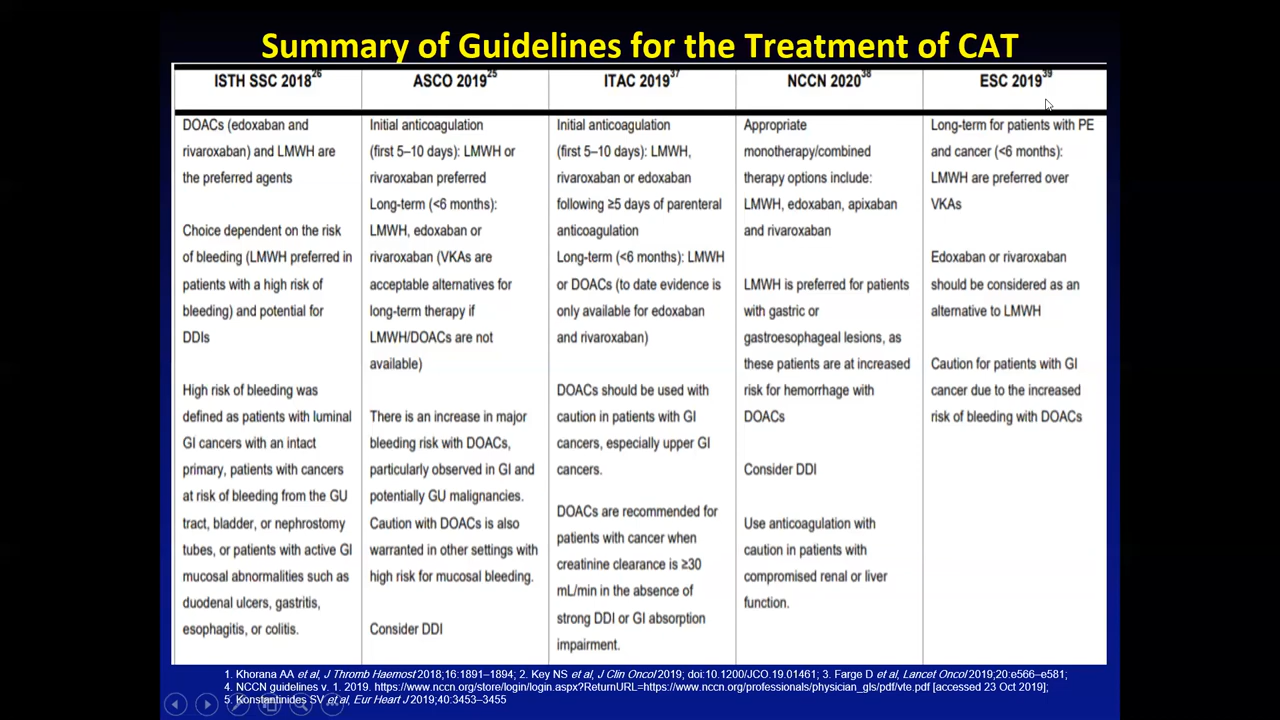 Summary of Guidelines for the Treatment of CAT
ISTH SSC 201826
DOACs (edoxaban and
rivaroxaban) and LMWH are
the preferred agents
Choice dependent on the risk
of bleeding (LMWH preferred in
patients with a high risk of
bleeding) and potential for
DDIs
High risk of bleeding was
defined as patients with luminal
GI cancers with an intact
primary, patients with cancers
at risk of bleeding from the GU
tract, bladder, or nephrostomy
tubes, or patients with active GI
mucosal abnormalities such as
duodenal ulcers, gastritis,
esophagitis, or colitis.
ASCO 201925
Initial anticoagulation
(first 5–10 days): LMWH or
rivaroxaban preferred
Long-term (<6 months):
LMWH, edoxaban or
rivaroxaban (VKAs are
acceptable alternatives for
long-term therapy if
LMWH/DOACs are not
available)
There is an increase in major
bleeding risk with DOACs,
particularly observed in GI and
potentially GU malignancies.
Caution with DOACs is also
warranted in other settings with
high risk for mucosal bleeding.
Consider DDI
ITAC 201937
Initial anticoagulation
(first 5–10 days): LMWH,
rivaroxaban or edoxaban
following ≥5 days of parenteral
anticoagulation
Long-term (<6 months): LMWH
or DOACs (to date evidence is
only available for edoxaban
and rivaroxaban)
DOACs should be used with
caution in patients with GI
cancers, especially upper GI
cancers.
DOACs are recommended for
patients with cancer when
creatinine clearance is ≥30
mL/min in the absence of
strong DDI or GI absorption
impairment.
NCCN 202038
Appropriate
monotherapy/combined
therapy options include:
LMWH, edoxaban, apixaban
and rivaroxaban
LMWH is preferred for patients
with gastric or
gastroesophageal lesions, as
these patients are at increased
risk for hemorrhage with
DOACs
Consider DDI
Use anticoagulation with
caution in patients with
compromised renal or liver
function.
ESC 201939
Long-term for patients with PE
and cancer (<6 months):
LMWH are preferred over
VKAs
Edoxaban or rivaroxaban
should be considered as an
alternative to LMWH
Caution for patients with GI
cancer due to the increased
risk of bleeding with DOACs
1. Khorana AA et al, J Thromb Haemost 2018;16:1891–1894; 2. Key NS et al, J Clin Oncol 2019; doi:10.1200/JCO.19.01461; 3. Farge D et al, Lancet Oncol 2019;20:e566–e581;
4. NCCN guidelines v. 1. 2019. https://www.nccn.org/store/login/login.aspx?ReturnURL=https://www.nccn.org/professionals/physician_gls/pdf/vte.pdf [accessed 23 Oct 2019];
5. Konstantinides SV et al, Eur Heart J 2019;40:3453–3455